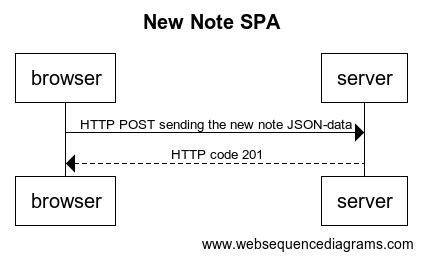 New Note SPA
browser
server
HTTP POST sending the new note JSON-data
HTTP code 201
browser
server
www.websequencediagrams.com